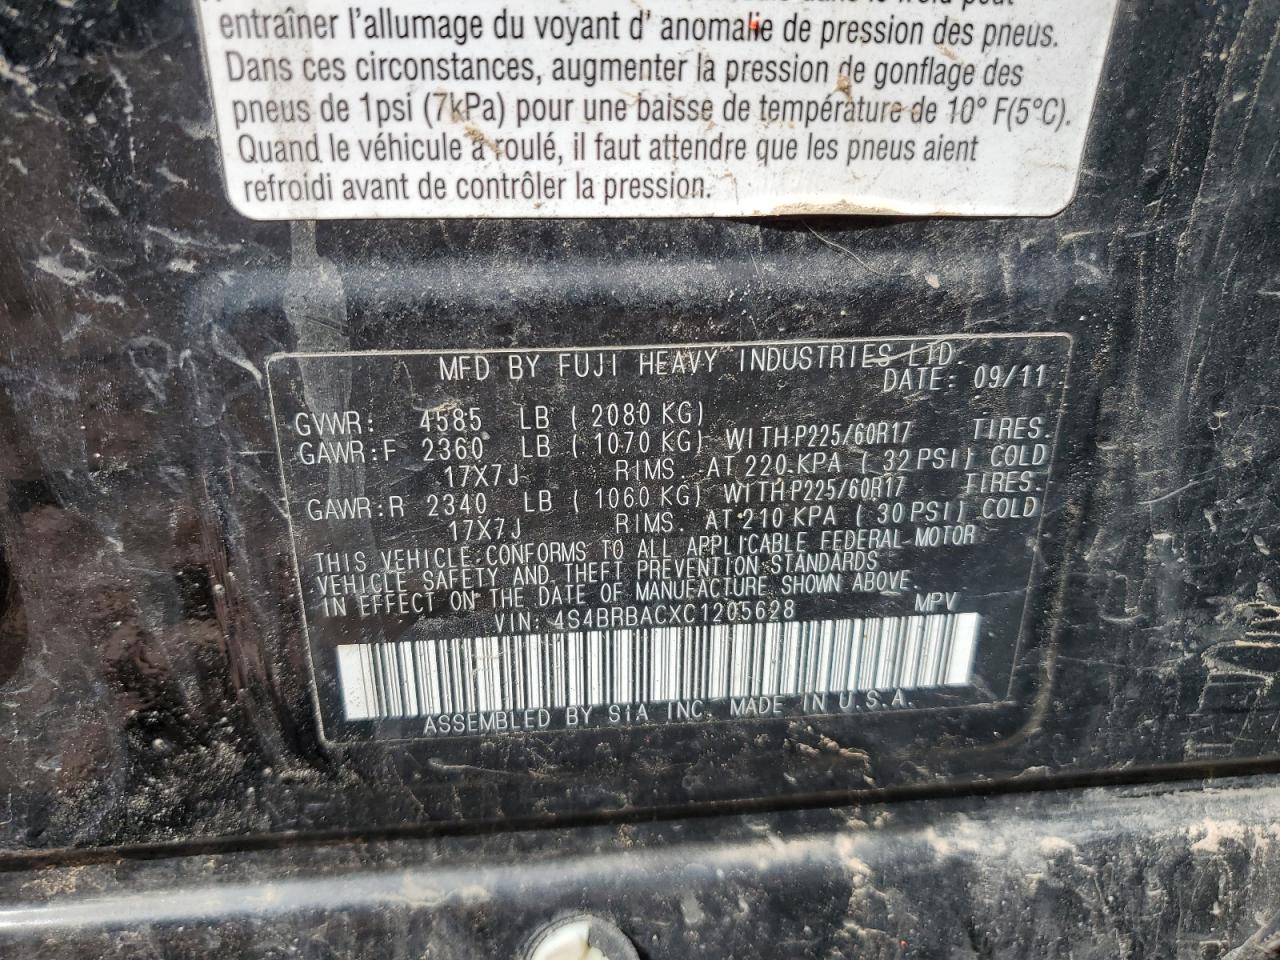 dans le froid peut
entraîner l'allumage du voyant d' anomalie de pression des pneus.
Dans ces circonstances, augmenter la pression de gonflage des
pneus de 1psi (7kPa) pour une baisse de température de 10° F(5°C).
Quand le véhicule a roulé, il faut attendre que les pneus aient
refroidi avant de contrôler la pression.
MFD BY FUJI HEAVY INDUSTRIES LTD.
DATE: 09/11
GVWR: 4585 LB ( 2080 KG)
GAWR:F 2360 LB ( 1070 KG) WITH P225/60R17 TIRES.
17X7J RIMS. AT 220 KPA ( 32 PSI) COLD
GAWR:R 2340 LB ( 1060 KG) WITH P225/60R17 TIRES.
17X7J RIMS. AT 210 KPA ( 30 PSI) COLD
THIS VEHICLE CONFORMS TO ALL APPLICABLE FEDERAL MOTOR
VEHICLE SAFETY AND THEFT PREVENTION STANDARDS
IN EFFECT ON THE DATE OF MANUFACTURE SHOWN ABOVE.
VIN: 4S4BRBACXC1205628 MPV
ASSEMBLED BY SIA INC. MADE IN U.S.A.